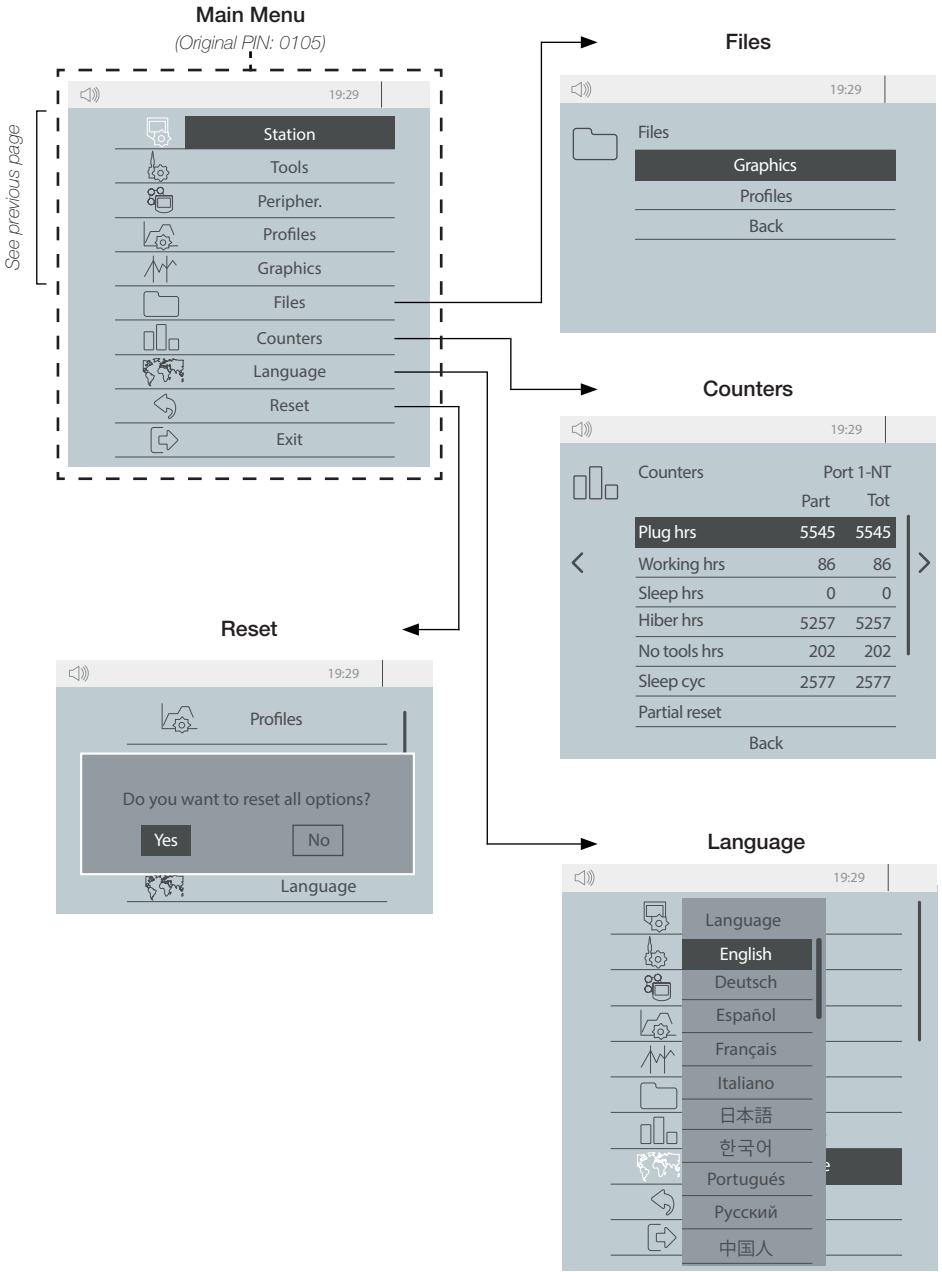 Main Menu
(Original PIN: 0105)
See previous page
19:29
Station
Tools
Peripher.
Profiles
Graphics
Files
Counters
Language
Reset
Exit
Files
19:29
Files
Graphics
Profiles
Back
Counters
19:29
Counters Port 1-NT
Part Tot
Plug hrs 5545 5545
Working hrs 86 86
Sleep hrs 0 0
Hiber hrs 5257 5257
No tools hrs 202 202
Sleep cyc 2577 2577
Partial reset
Back
Reset
19:29
Profiles
Do you want to reset all options?
Yes No
Language
Language
19:29
Language
English
Deutsch
Español
Français
Italiano
日本語
한국어
Portugués
Русский
中国人